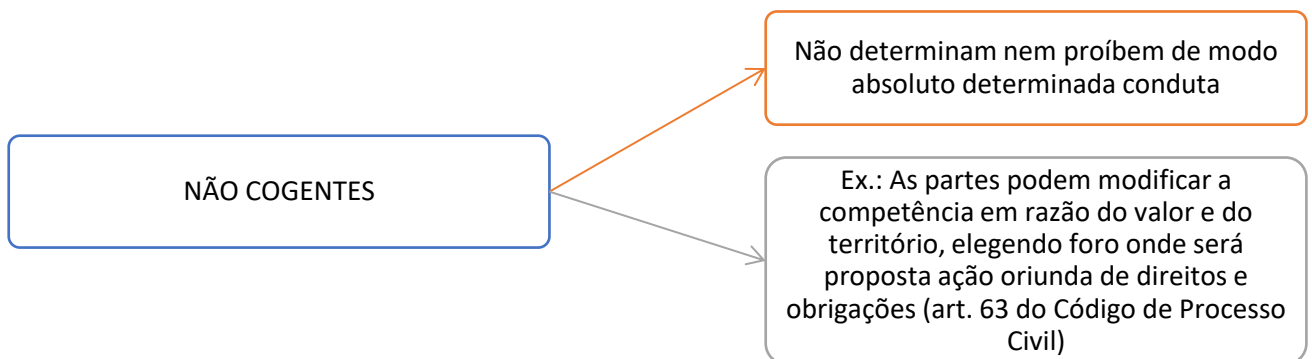 NÃO COGENTES
Não determinam nem proíbem de modo
absoluto determinada conduta
Ex.: As partes podem modificar a
competência em razão do valor e do
território, elegendo foro onde será
proposta ação oriunda de direitos e
obrigações (art. 63 do Código de Processo
Civil)